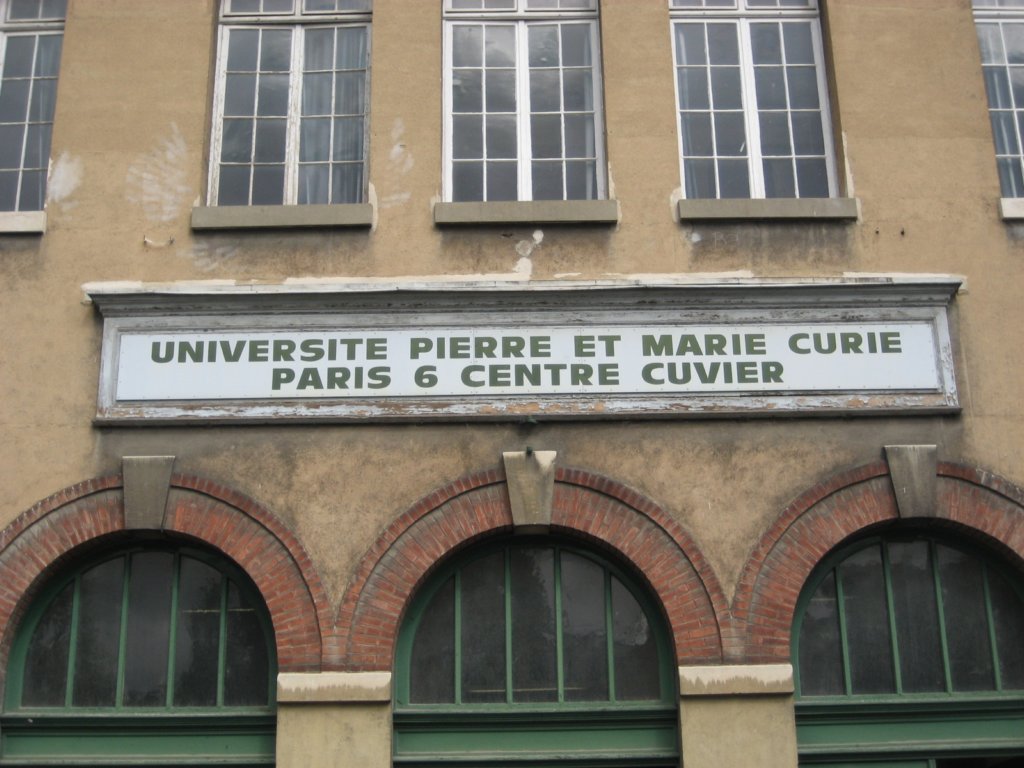 UNIVERSITE PIERRE ET MARIE CURIE
PARIS 6 CENTRE CUVIER